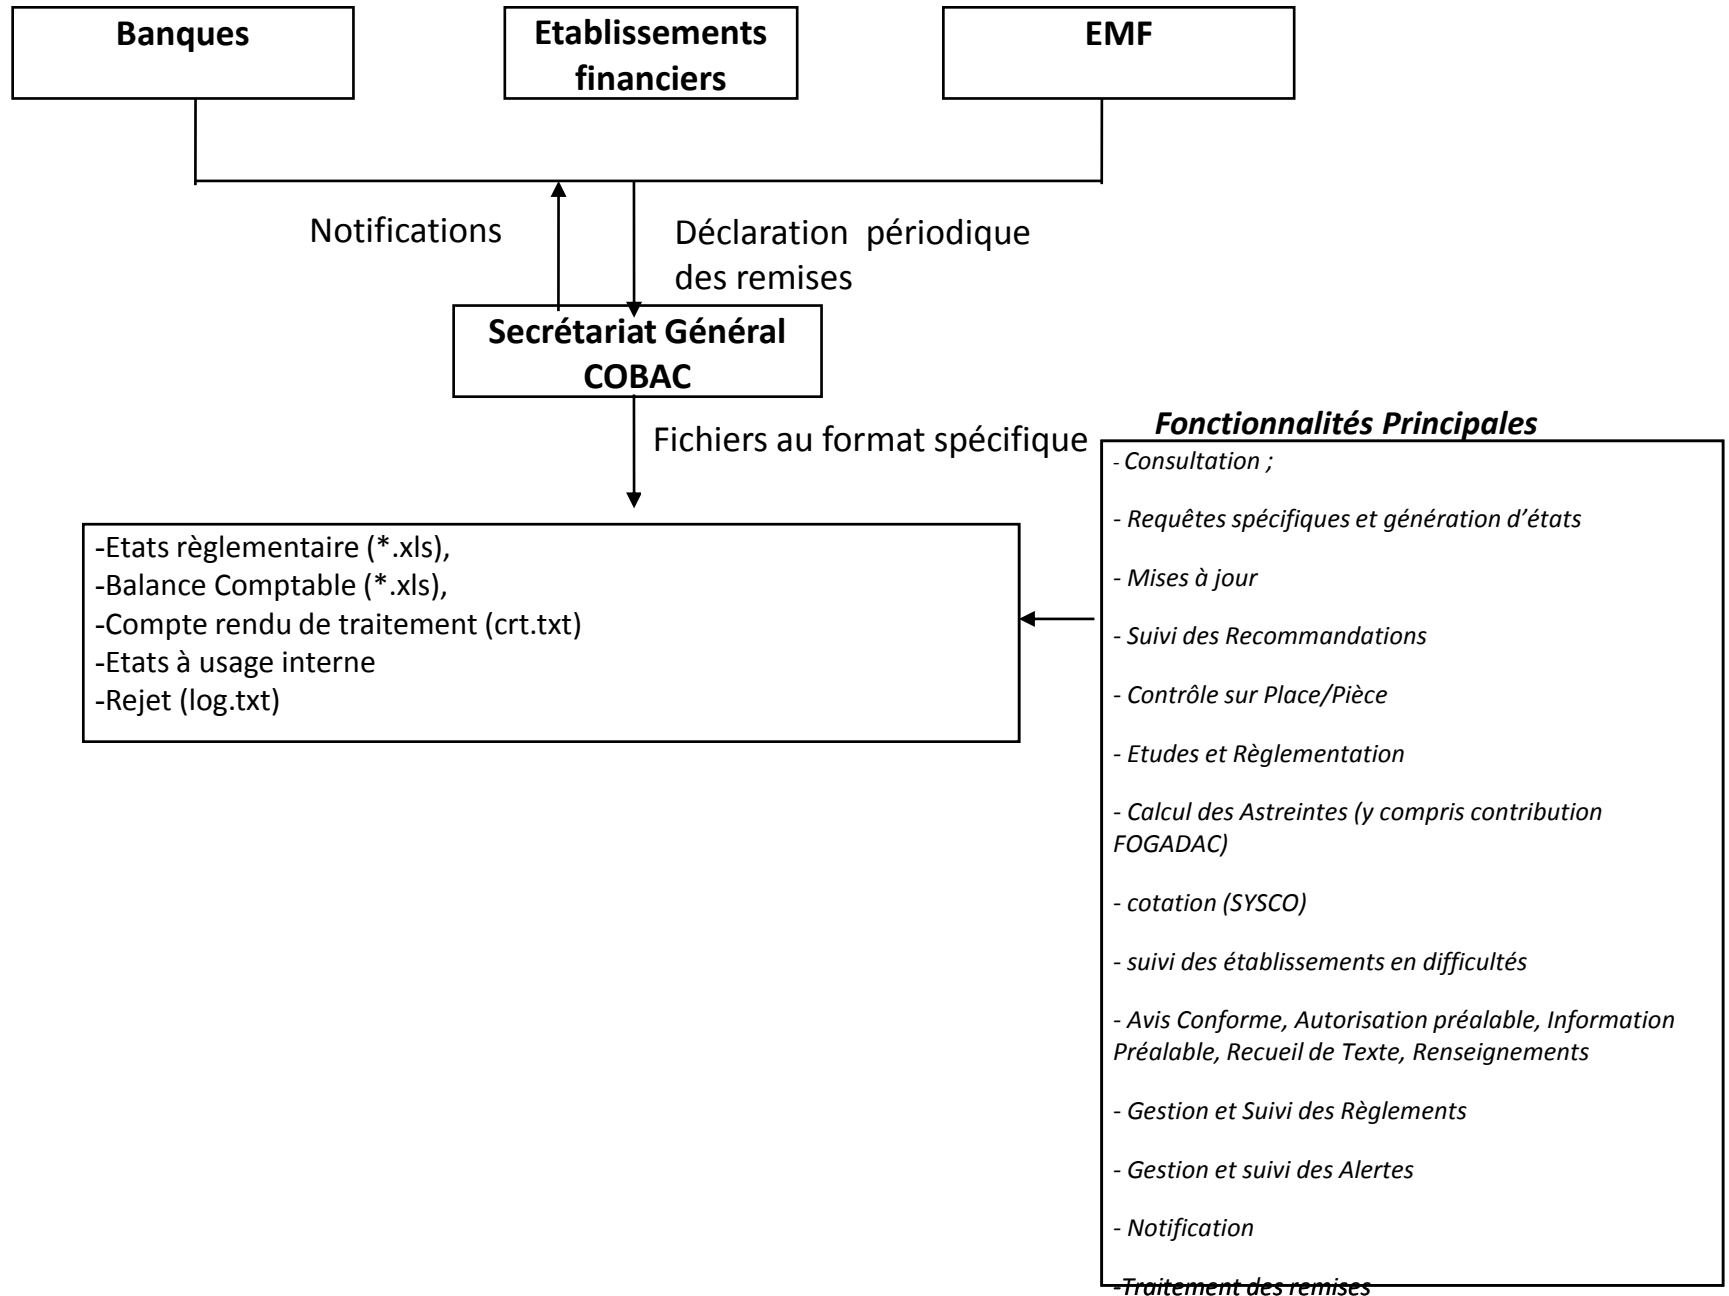 Banques
Etablissements
financiers
EMF
Notifications
Déclaration  périodique
des remises
Secrétariat Général
COBAC
Fichiers au format spécifique
-Etats règlementaire (*.xls),
-Balance Comptable (*.xls),
-Compte rendu de traitement (crt.txt)
-Etats à usage interne
-Rejet (log.txt)
Fonctionnalités Principales
- Consultation ;
- Requêtes spécifiques et génération d’états
- Mises à jour
- Suivi des Recommandations
- Contrôle sur Place/Pièce
- Etudes et Règlementation
- Calcul des Astreintes (y compris contribution
FOGADAC)
- cotation (SYSCO)
- suivi des établissements en difficultés
- Avis Conforme, Autorisation préalable, Information
Préalable, Recueil de Texte, Renseignements
- Gestion et Suivi des Règlements
- Gestion et suivi des Alertes
- Notification
-Traitement des remises